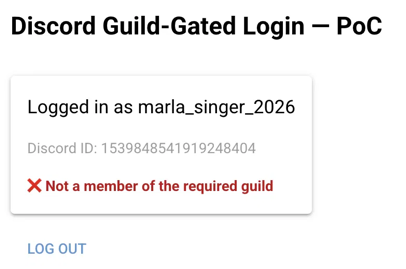 Discord Guild-Gated Login — PoC
Logged in as marla_singer_2026
Discord ID: 1539848541919248404
❌ Not a member of the required guild
LOG OUT